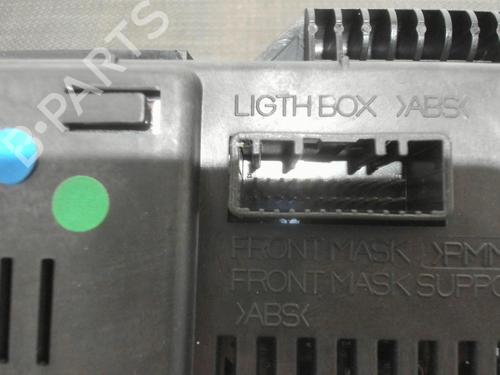 B-PARTS
LIGTH BOX >ABS<
FRONT MASK >PMM
FRONT MASK SUPPO
>ABS<